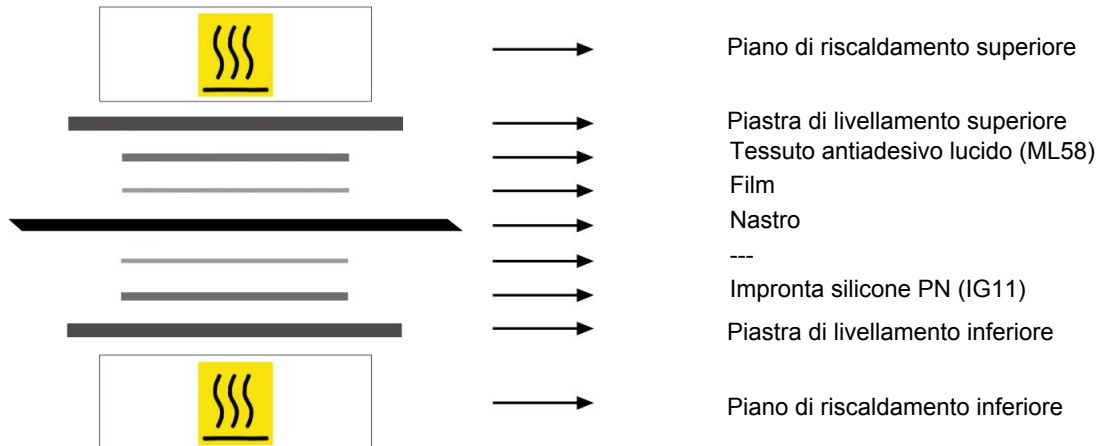 Piano di riscaldamento superiore
Piastra di livellamento superiore
Tessuto antiadesivo lucido (ML58)
Film
Nastro
---
Impronta silicone PN (IG11)
Piastra di livellamento inferiore
Piano di riscaldamento inferiore